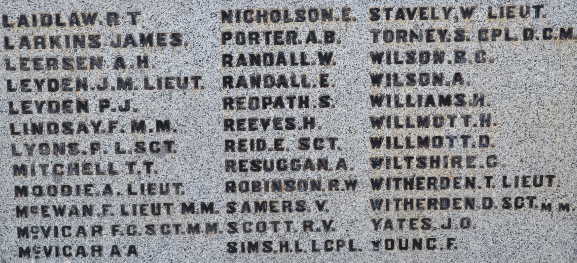 LAIDLAW. R. T.
LARKINS. JAMES.
LEERSEN. A. H.
LEYDEN. J. M. LIEUT.
LEYDEN P. J.
LINDSAY. F. M. M.
LYONS. P. L. SGT.
MITCHELL T. T.
MOODIE. A. LIEUT.
McEWAN. F. LIEUT M.M.
McVICAR F. G. SGT. M.M.
McVICAR A A
NICHOLSON. E.
PORTER. A. B.
RANDALL. W.
RANDALL. E.
REDPATH. S.
REEVES. H.
REID. E. SGT.
RESUGGAN. A.
ROBINSON. R. W
SAMERS. V.
SCOTT. R. V.
SIMS. H. L. LCPL.
STAVELY. W. LIEUT.
TORNEY. S. CPL. D.C.M.
WILSON. R. G.
WILSON. A.
WILLIAMS. H.
WILLMOTT. H.
WILLMOTT. D.
WILTSHIRE. G
WITHERDEN. T. LIEUT.
WITHERDEN. D. SGT. M.M.
YATES. J. O.
YOUNG. F.